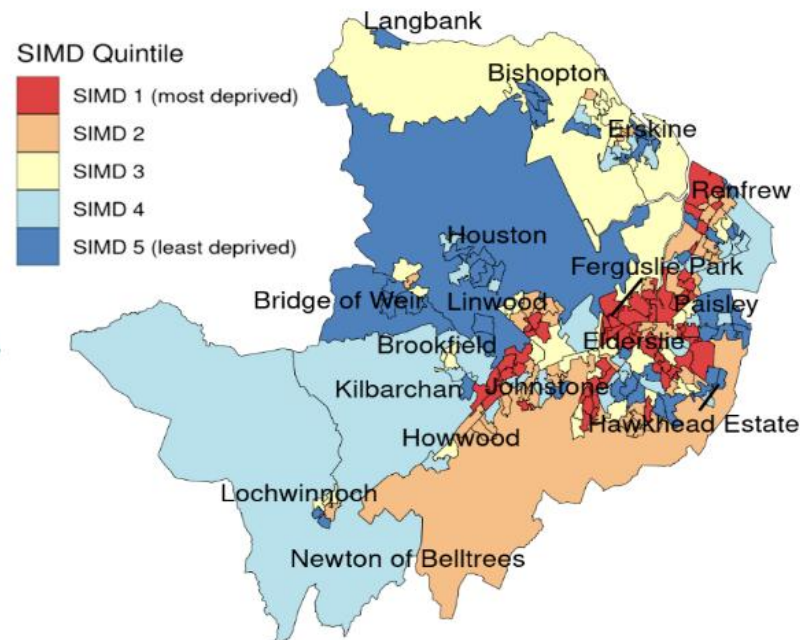 Langbank
SIMD Quintile
SIMD 1 (most deprived)
SIMD 2
SIMD 3
SIMD 4
SIMD 5 (least deprived)
Bishopton
Erskine
Renfrew
Houston
Ferguslie Park
Bridge of Weir
Linwood
Paisley
Brookfield
Elderslie
Kilbarchan
Johnstone
Howwood
Hawkhead Estate
Lochwinnoch
Newton of Belltrees